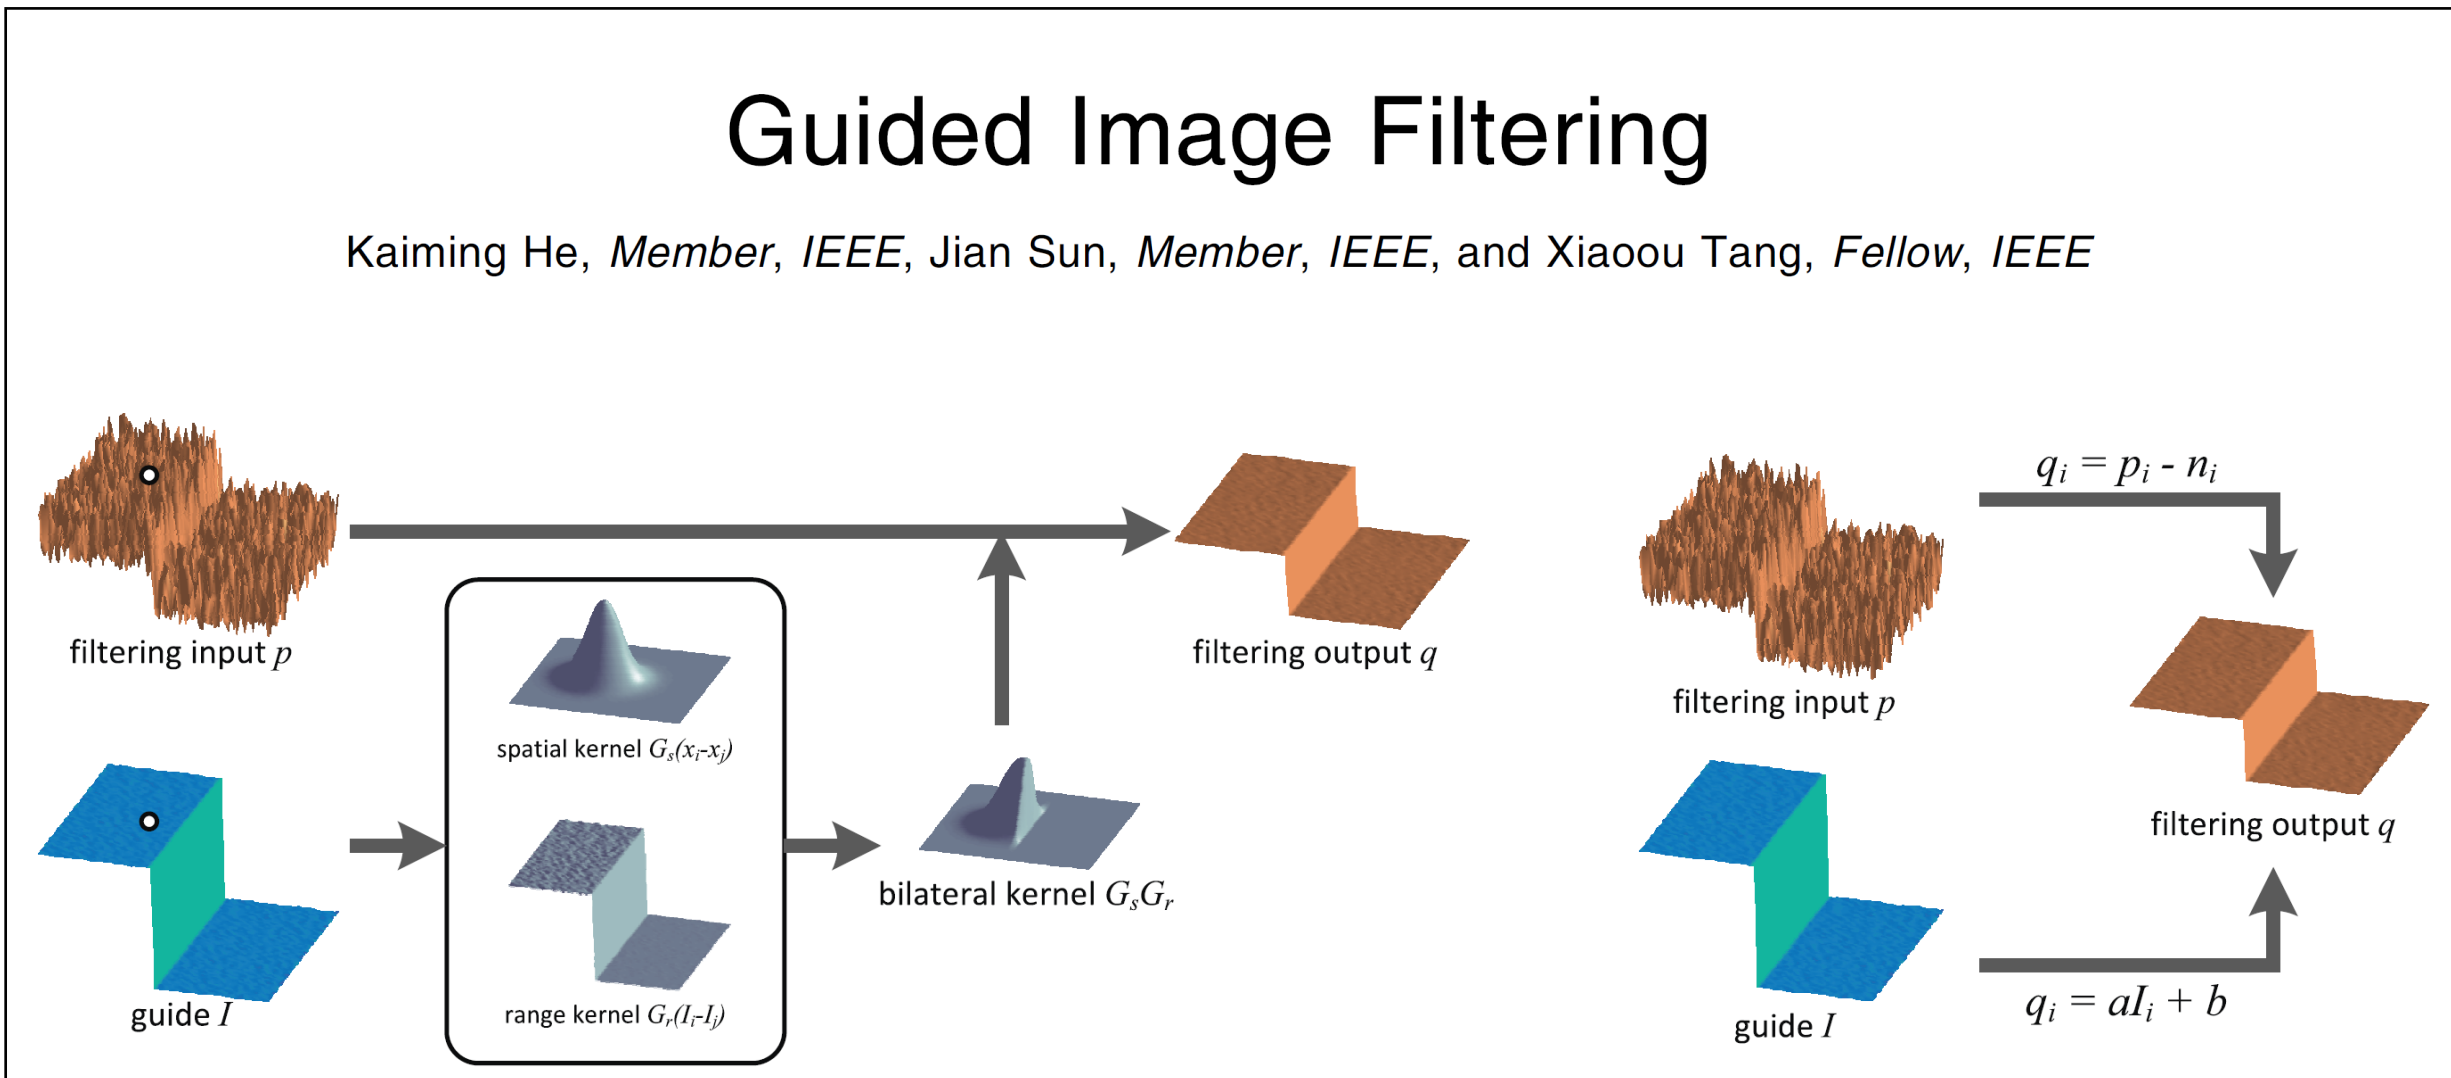 Guided Image Filtering
Kaiming He, Member, IEEE, Jian Sun, Member, IEEE, and Xiaoou Tang, Fellow, IEEE
filtering input p
guide I
spatial kernel Gₛ(xᵢ-xⱼ)
range kernel Gᵣ(Iᵢ-Iⱼ)
bilateral kernel GₛGᵣ
filtering output q
filtering input p
guide I
qᵢ = pᵢ - nᵢ
filtering output q
qᵢ = aIᵢ + b